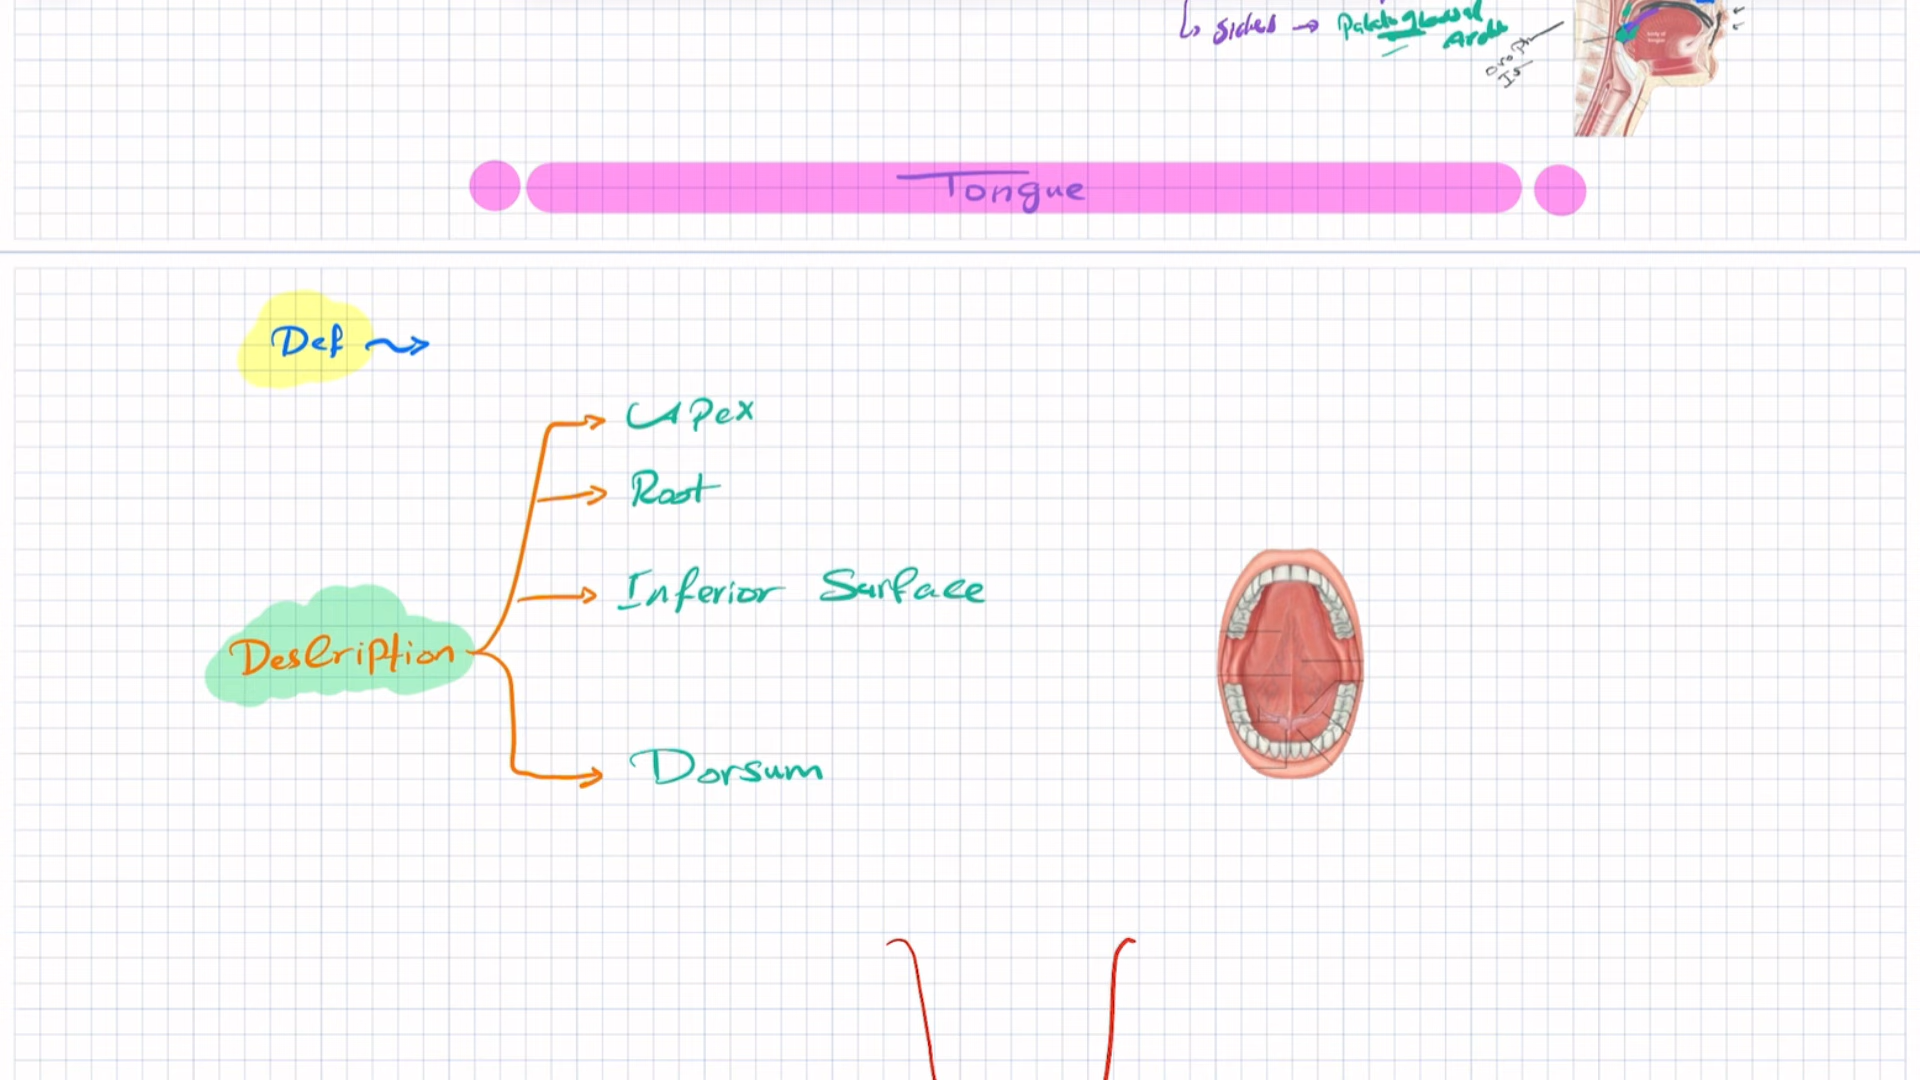 ↳ sides → Palatoglossal
Arch
Tongue
Def
Apex
Root
Inferior Surface
Description
Dorsum